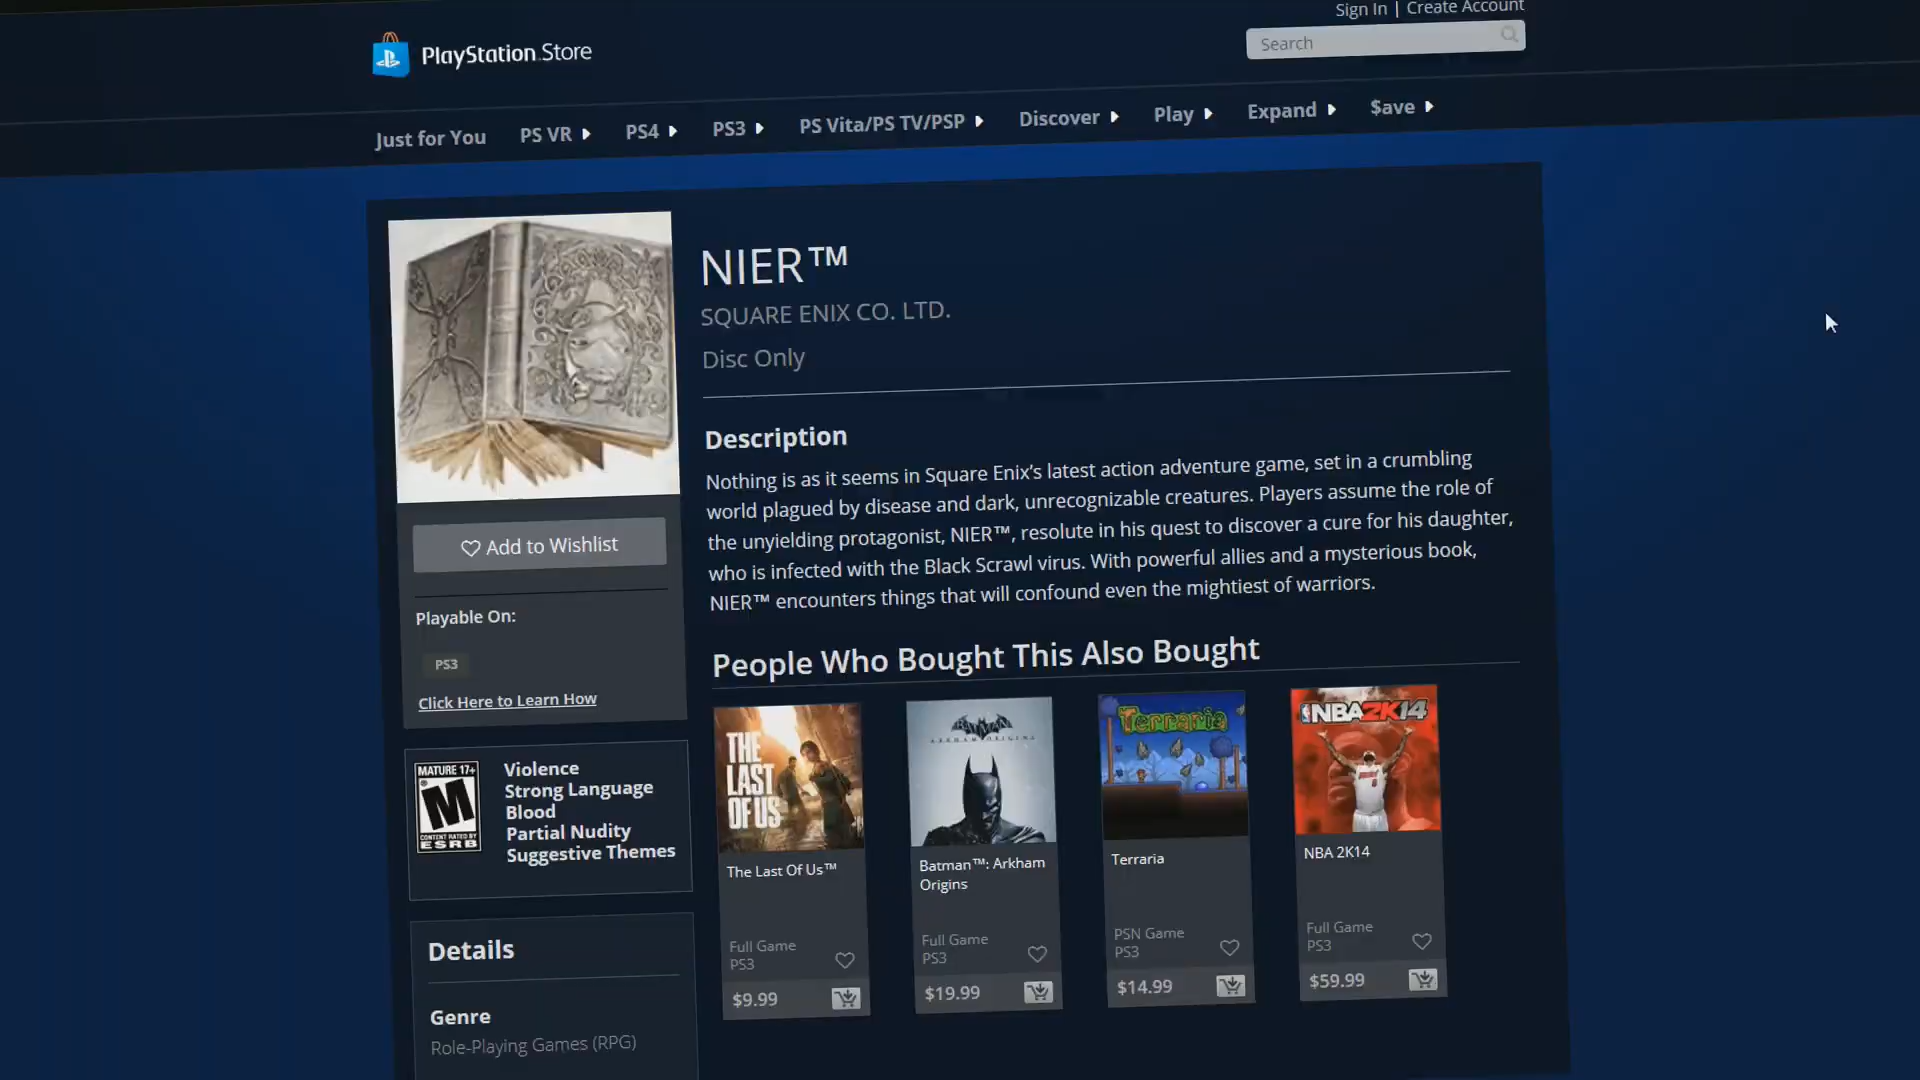 Sign In | Create Account
PlayStation.Store
Search
Just for You
PS VR
PS4
PS3
PS Vita/PS TV/PSP
Discover
Play
Expand
$ave
NIER™
SQUARE ENIX CO. LTD.
Disc Only
Description
Nothing is as it seems in Square Enix's latest action adventure game, set in a crumbling
world plagued by disease and dark, unrecognizable creatures. Players assume the role of
the unyielding protagonist, NIER™, resolute in his quest to discover a cure for his daughter,
who is infected with the Black Scrawl virus. With powerful allies and a mysterious book,
NIER™ encounters things that will confound even the mightiest of warriors.
Add to Wishlist
Playable On:
PS3
Click Here to Learn How
MATURE 17+
M
CONTENT RATED BY
ESRB
Violence
Strong Language
Blood
Partial Nudity
Suggestive Themes
Details
Genre
Role-Playing Games (RPG)
People Who Bought This Also Bought
THE
LAST
OF US
The Last Of Us™
Full Game
PS3
$9.99
BATMAN
ARKHAM ORIGINS
Batman™: Arkham
Origins
Full Game
PS3
$19.99
Terraria
Terraria
PSN Game
PS3
$14.99
NBA2K14
NBA 2K14
Full Game
PS3
$59.99